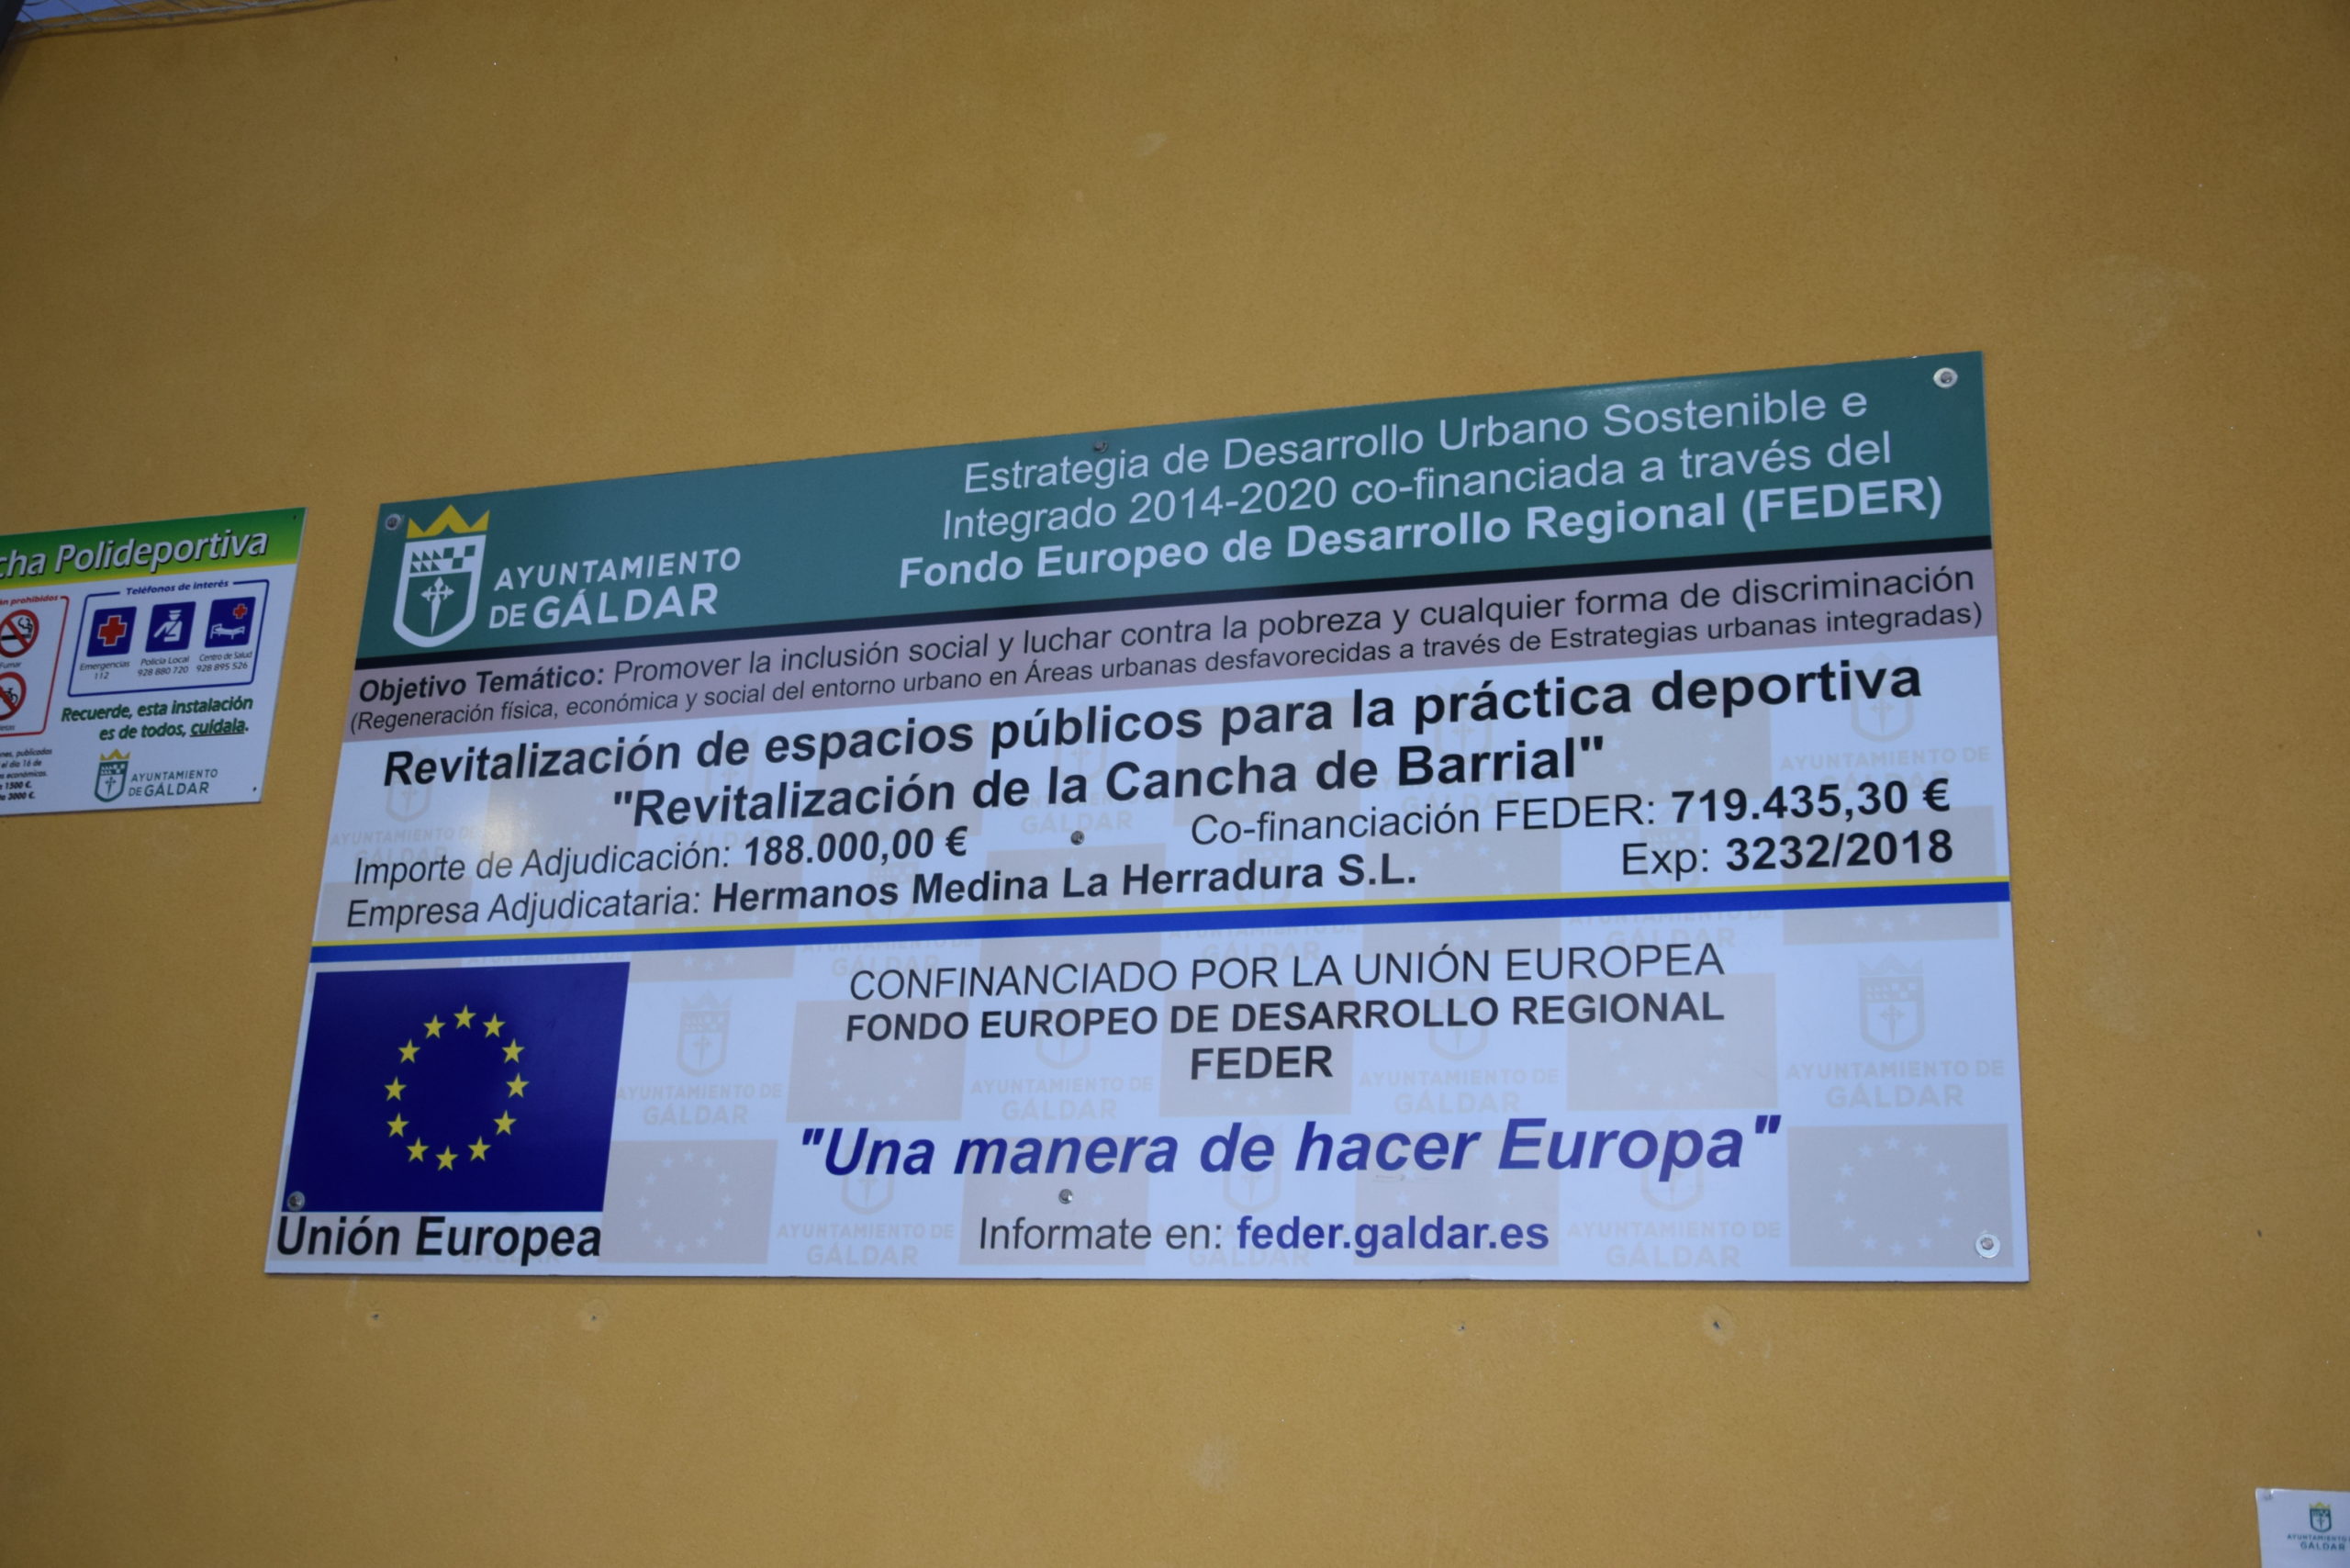 cha Polideportiva
Teléfonos de interés
Emergencias
112
Policía Local
928 880 720
Centro de Salud
928 895 526
Fumar
Recuerde, esta instalación
es de todos, cuídala.
AYUNTAMIENTO
DE GÁLDAR
AYUNTAMIENTO
DE GÁLDAR
Estrategia de Desarrollo Urbano Sostenible e
Integrado 2014-2020 co-financiada a través del
Fondo Europeo de Desarrollo Regional (FEDER)
Objetivo Temático: Promover la inclusión social y luchar contra la pobreza y cualquier forma de discriminación
(Regeneración física, económica y social del entorno urbano en Áreas urbanas desfavorecidas a través de Estrategias urbanas integradas)
Revitalización de espacios públicos para la práctica deportiva
"Revitalización de la Cancha de Barrial"
Importe de Adjudicación: 188.000,00 € Co-financiación FEDER: 719.435,30 €
Empresa Adjudicataria: Hermanos Medina La Herradura S.L. Exp: 3232/2018
CONFINANCIADO POR LA UNIÓN EUROPEA
FONDO EUROPEO DE DESARROLLO REGIONAL
FEDER
"Una manera de hacer Europa"
Informate en: feder.galdar.es
Unión Europea
AYUNTAMIENTO
GÁLDAR